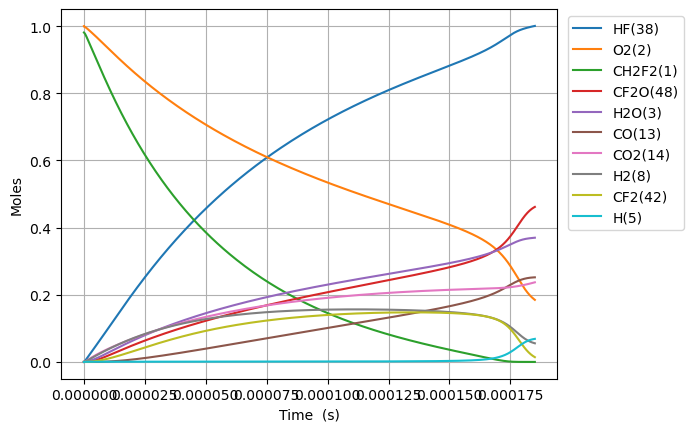 1.0
0.8
0.6
0.4
0.2
0.0
Moles
0.000000 0.000025 0.000050 0.000075 0.000100 0.000125 0.000150 0.000175
Time (s)
HF(38)
O2(2)
CH2F2(1)
CF2O(48)
H2O(3)
CO(13)
CO2(14)
H2(8)
CF2(42)
H(5)